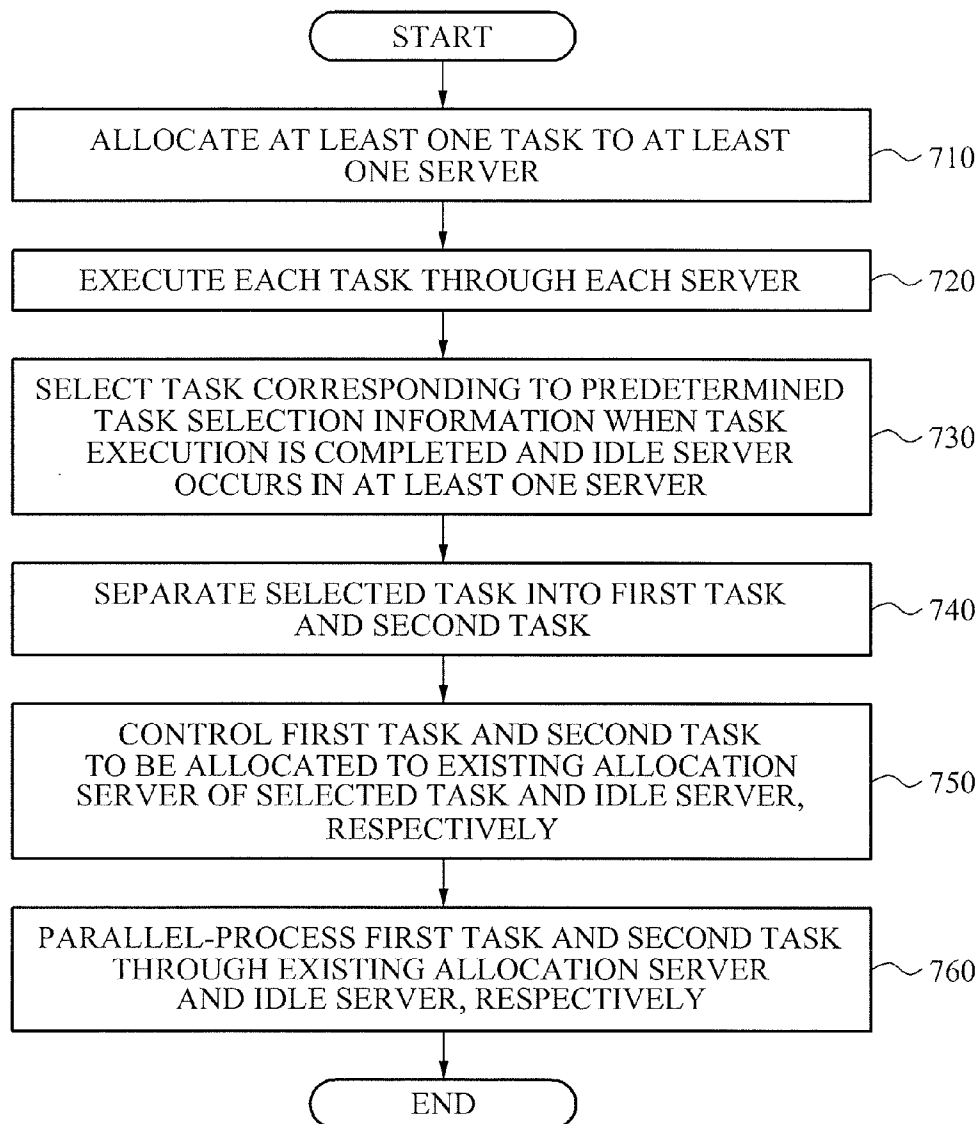 START
ALLOCATE AT LEAST ONE TASK TO AT LEAST
ONE SERVER
710
EXECUTE EACH TASK THROUGH EACH SERVER
720
SELECT TASK CORRESPONDING TO PREDETERMINED
TASK SELECTION INFORMATION WHEN TASK
EXECUTION IS COMPLETED AND IDLE SERVER
OCCURS IN AT LEAST ONE SERVER
730
SEPARATE SELECTED TASK INTO FIRST TASK
AND SECOND TASK
740
CONTROL FIRST TASK AND SECOND TASK
TO BE ALLOCATED TO EXISTING ALLOCATION
SERVER OF SELECTED TASK AND IDLE SERVER,
RESPECTIVELY
750
PARALLEL-PROCESS FIRST TASK AND SECOND TASK
THROUGH EXISTING ALLOCATION SERVER
AND IDLE SERVER, RESPECTIVELY
760
END